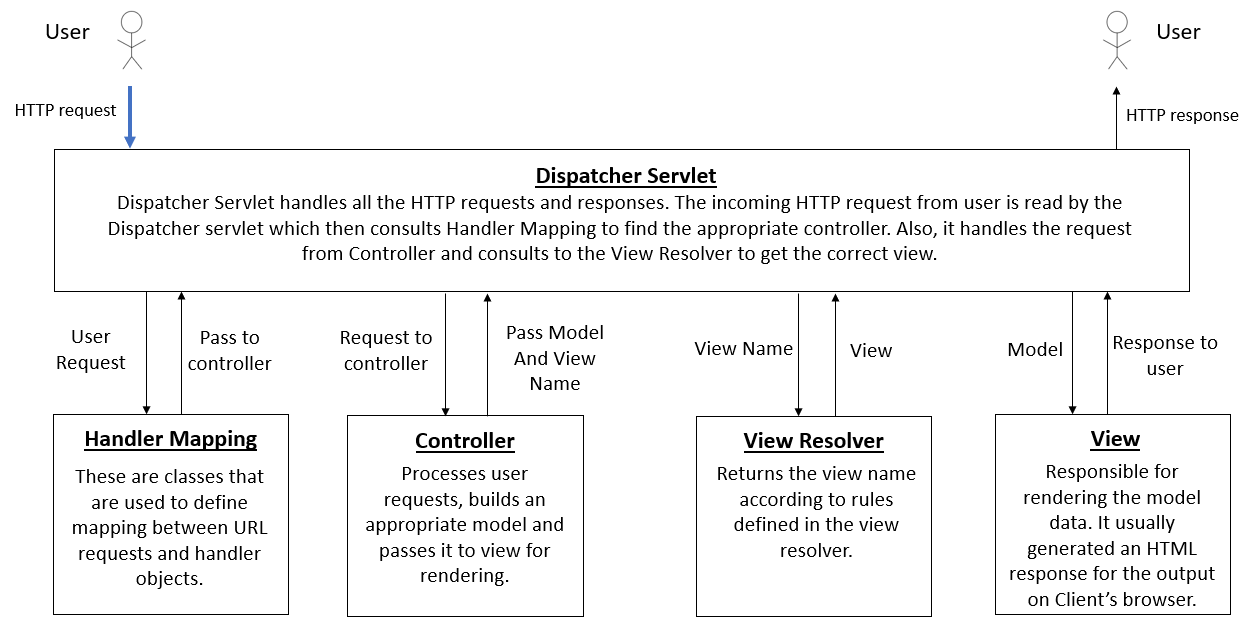 User
User
HTTP request
HTTP response
Dispatcher Servlet
Dispatcher Servlet handles all the HTTP requests and responses. The incoming HTTP request from user is read by the
Dispatcher servlet which then consults Handler Mapping to find the appropriate controller. Also, it handles the request
from Controller and consults to the View Resolver to get the correct view.
User
Request
Pass to
controller
Request to
controller
Pass Model
And View
Name
View Name
View
Model
Response to
user
Handler Mapping
These are classes that
are used to define
mapping between URL
requests and handler
objects.
Controller
Processes user
requests, builds an
appropriate model and
passes it to view for
rendering.
View Resolver
Returns the view name
according to rules
defined in the view
resolver.
View
Responsible for
rendering the model
data. It usually
generated an HTML
response for the output
on Client’s browser.